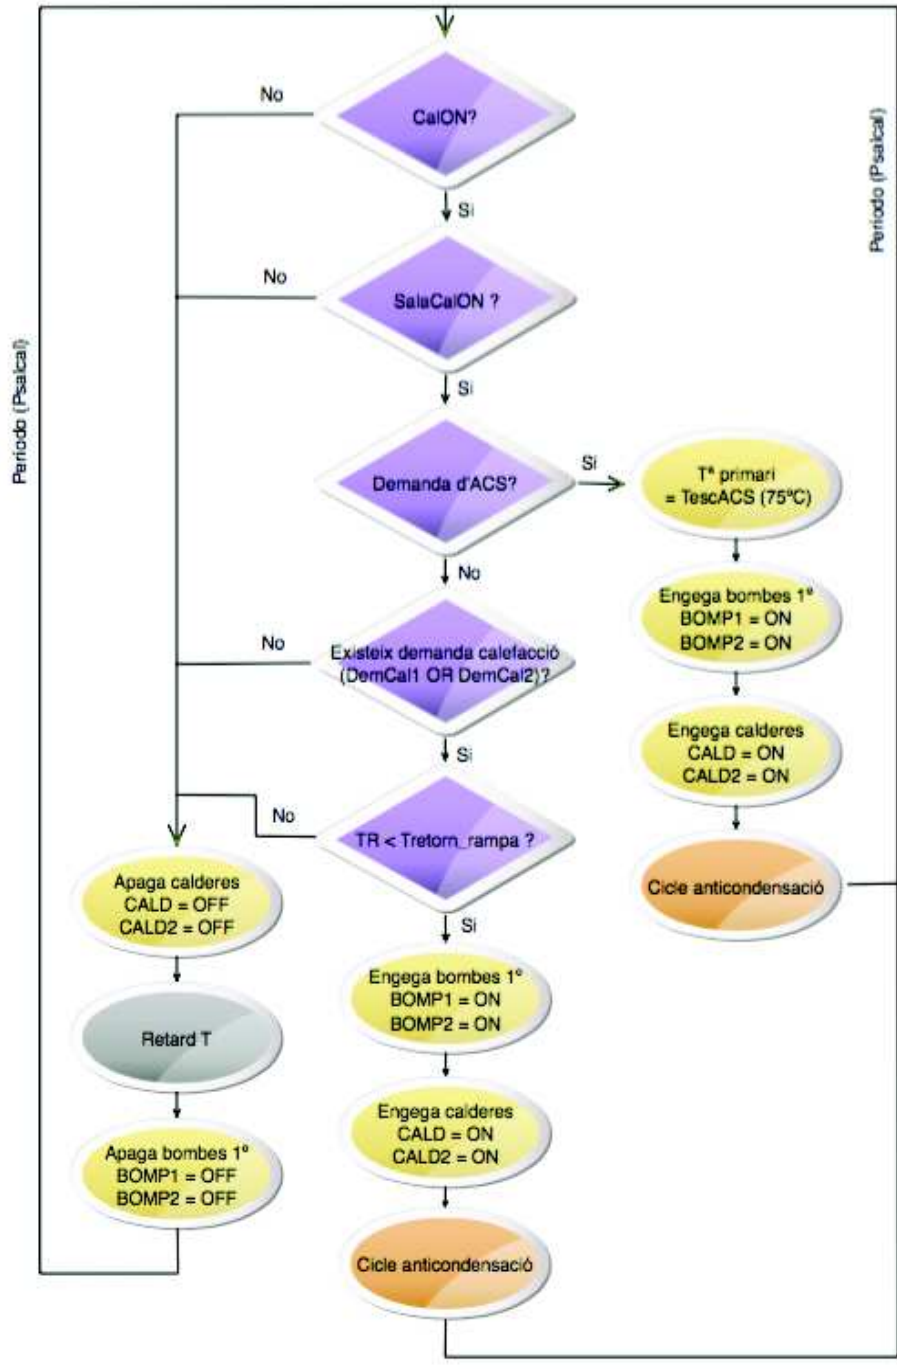 CalON?
No
Si
SalaCalON ?
No
Si
Demanda d'ACS?
Si
No
Tª primari
= TescACS (75ºC)
Engega bombes 1º
BOMP1 = ON
BOMP2 = ON
Engega calderes
CALD = ON
CALD2 = ON
Cicle anticondensació
Existeix demanda calefacció
(DemCal1 OR DemCal2)?
No
Si
TR < Tretorn_rampa ?
No
Si
Apaga calderes
CALD = OFF
CALD2 = OFF
Retard T
Apaga bombes 1º
BOMP1 = OFF
BOMP2 = OFF
Engega bombes 1º
BOMP1 = ON
BOMP2 = ON
Engega calderes
CALD = ON
CALD2 = ON
Cicle anticondensació
Periodo (Psalcal)
Periodo (Psalcal)